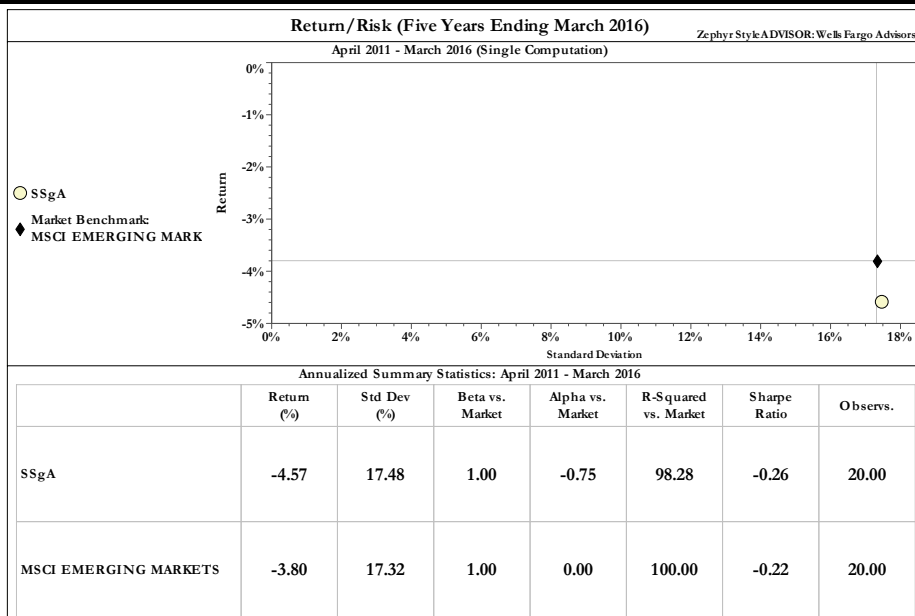 Return/Risk (Five Years Ending March 2016)
Zephyr StyleADVISOR: Wells Fargo Advisors
April 2011 - March 2016 (Single Computation)
0%
-1%
-2%
-3%
-4%
-5%
Return
SSgA
Market Benchmark:
MSCI EMERGING MARK
0% 2% 4% 6% 8% 10% 12% 14% 16% 18%
Standard Deviation
Annualized Summary Statistics: April 2011 - March 2016
Return (%) Std Dev (%) Beta vs. Market Alpha vs. Market R-Squared vs. Market Sharpe Ratio Observs.
SSgA -4.57 17.48 1.00 -0.75 98.28 -0.26 20.00
MSCI EMERGING MARKETS -3.80 17.32 1.00 0.00 100.00 -0.22 20.00